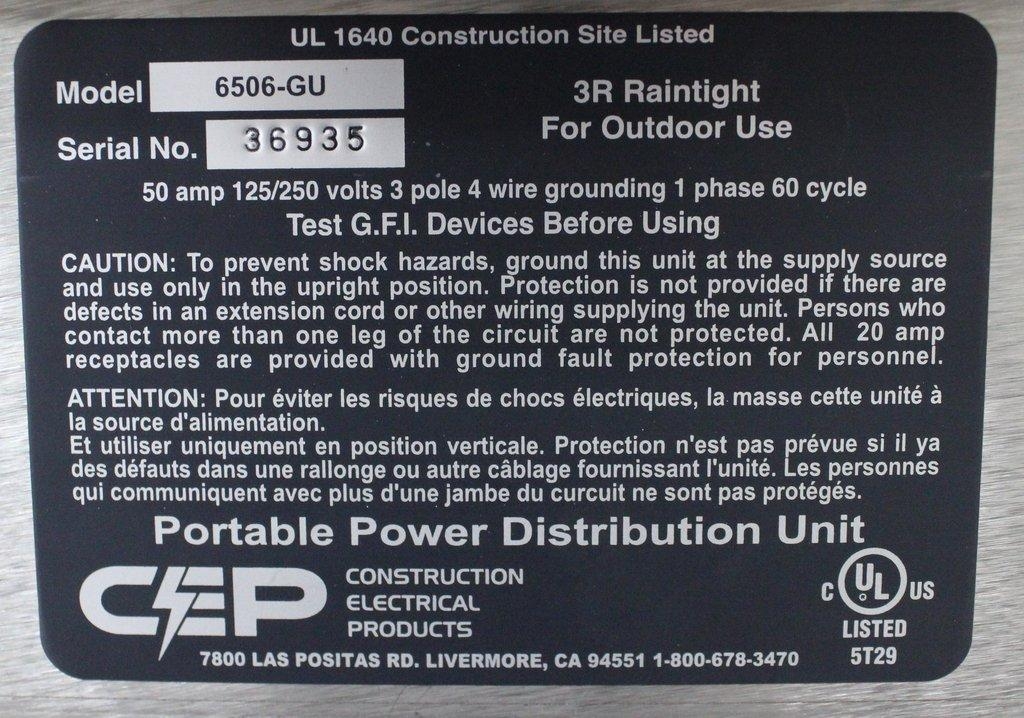 UL 1640 Construction Site Listed
Model 6506-GU
Serial No. 36935
3R Raintight
For Outdoor Use
50 amp 125/250 volts 3 pole 4 wire grounding 1 phase 60 cycle
Test G.F.I. Devices Before Using
CAUTION: To prevent shock hazards, ground this unit at the supply source
and use only in the upright position. Protection is not provided if there are
defects in an extension cord or other wiring supplying the unit. Persons who
contact more than one leg of the circuit are not protected. All 20 amp
receptacles are provided with ground fault protection for personnel.
ATTENTION: Pour éviter les risques de chocs électriques, la masse cette unité à
la source d'alimentation.
Et utiliser uniquement en position verticale. Protection n'est pas prévue si il ya
des défauts dans une rallonge ou autre câblage fournissant l'unité. Les personnes
qui communiquent avec plus d'une jambe du curcuit ne sont pas protégés.
Portable Power Distribution Unit
CEP
CONSTRUCTION
ELECTRICAL
PRODUCTS
C UL US
LISTED
5T29
7800 LAS POSITAS RD. LIVERMORE, CA 94551 1-800-678-3470